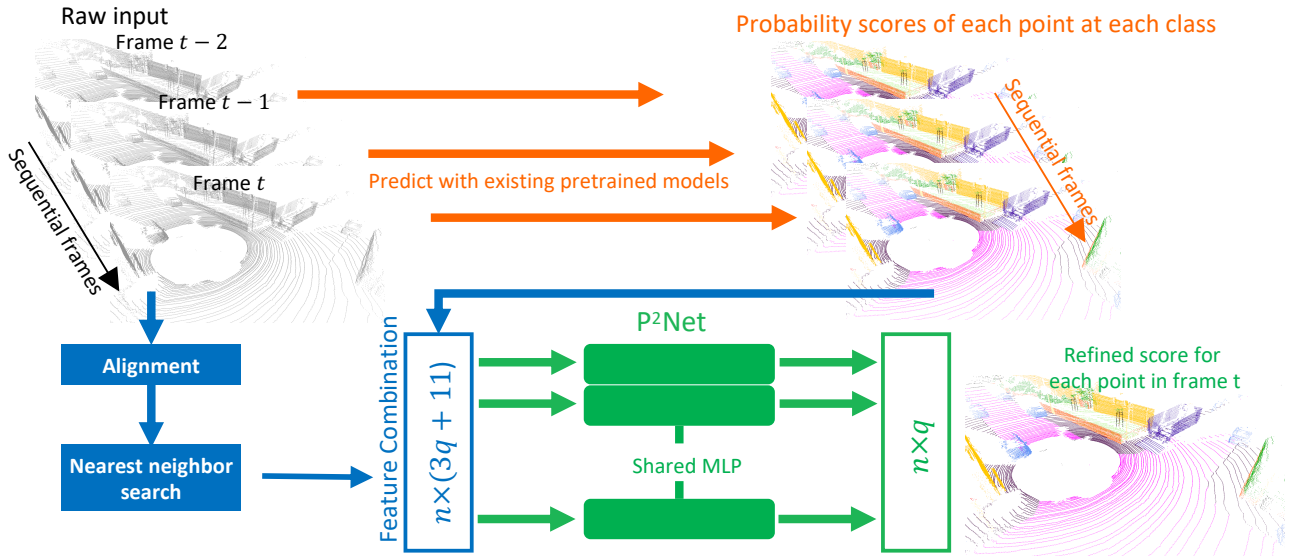 Raw input
Frame t − 2
Frame t − 1
Frame t
Sequential frames
Predict with existing pretrained models
Probability scores of each point at each class
Sequential frames
Alignment
Nearest neighbor
search
Feature Combination
n×(3q + 11)
P²Net
Shared MLP
n×q
Refined score for
each point in frame t